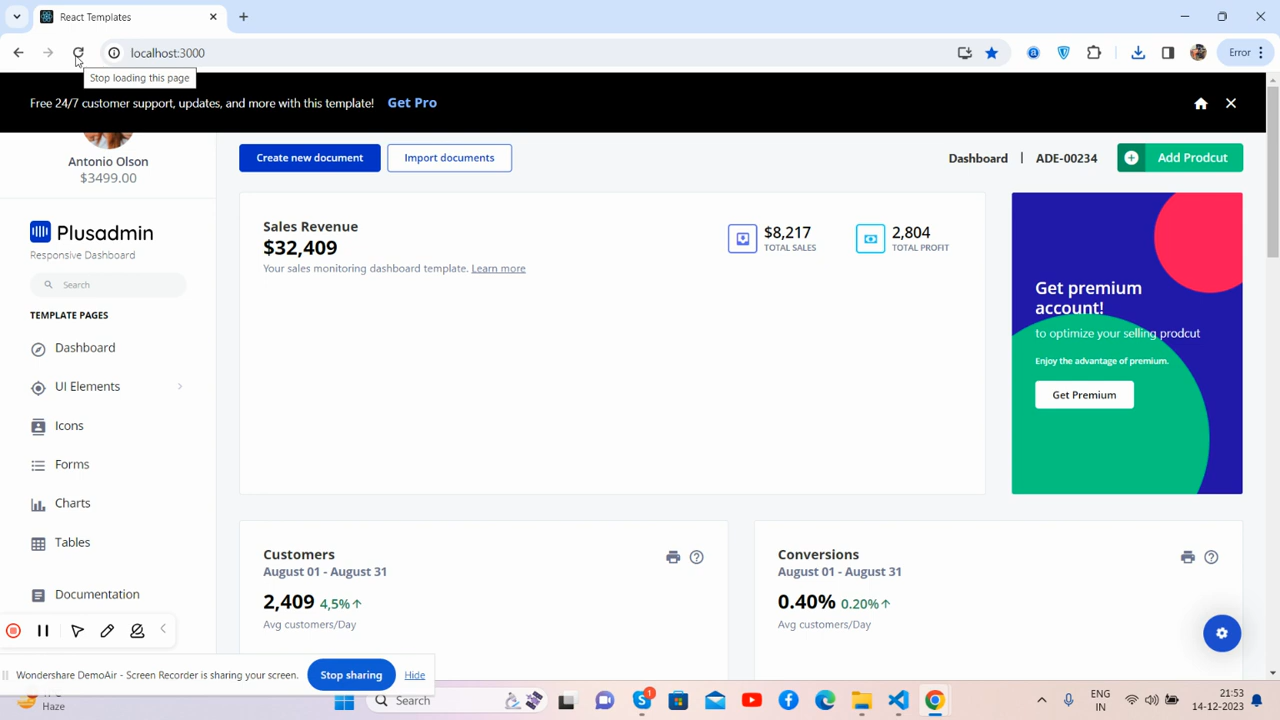 React Templates
localhost:3000
Error
Stop loading this page
Free 24/7 customer support, updates, and more with this template! Get Pro
Antonio Olson
$3499.00
Create new document
Import documents
Dashboard | ADE-00234
Add Prodcut
Plusadmin
Responsive Dashboard
Search
TEMPLATE PAGES
Dashboard
UI Elements
Icons
Forms
Charts
Tables
Documentation
Sales Revenue
$32,409
Your sales monitoring dashboard template. Learn more
$8,217
TOTAL SALES
2,804
TOTAL PROFIT
Get premium
account!
to optimize your selling prodcut
Enjoy the advantage of premium.
Get Premium
Customers
August 01 - August 31
2,409 4,5%↑
Avg customers/Day
Conversions
August 01 - August 31
0.40% 0.20%↑
Avg customers/Day
Wondershare DemoAir - Screen Recorder is sharing your screen.
Stop sharing
Hide
Haze
Search
1
ENG
IN
21:53
14-12-2023